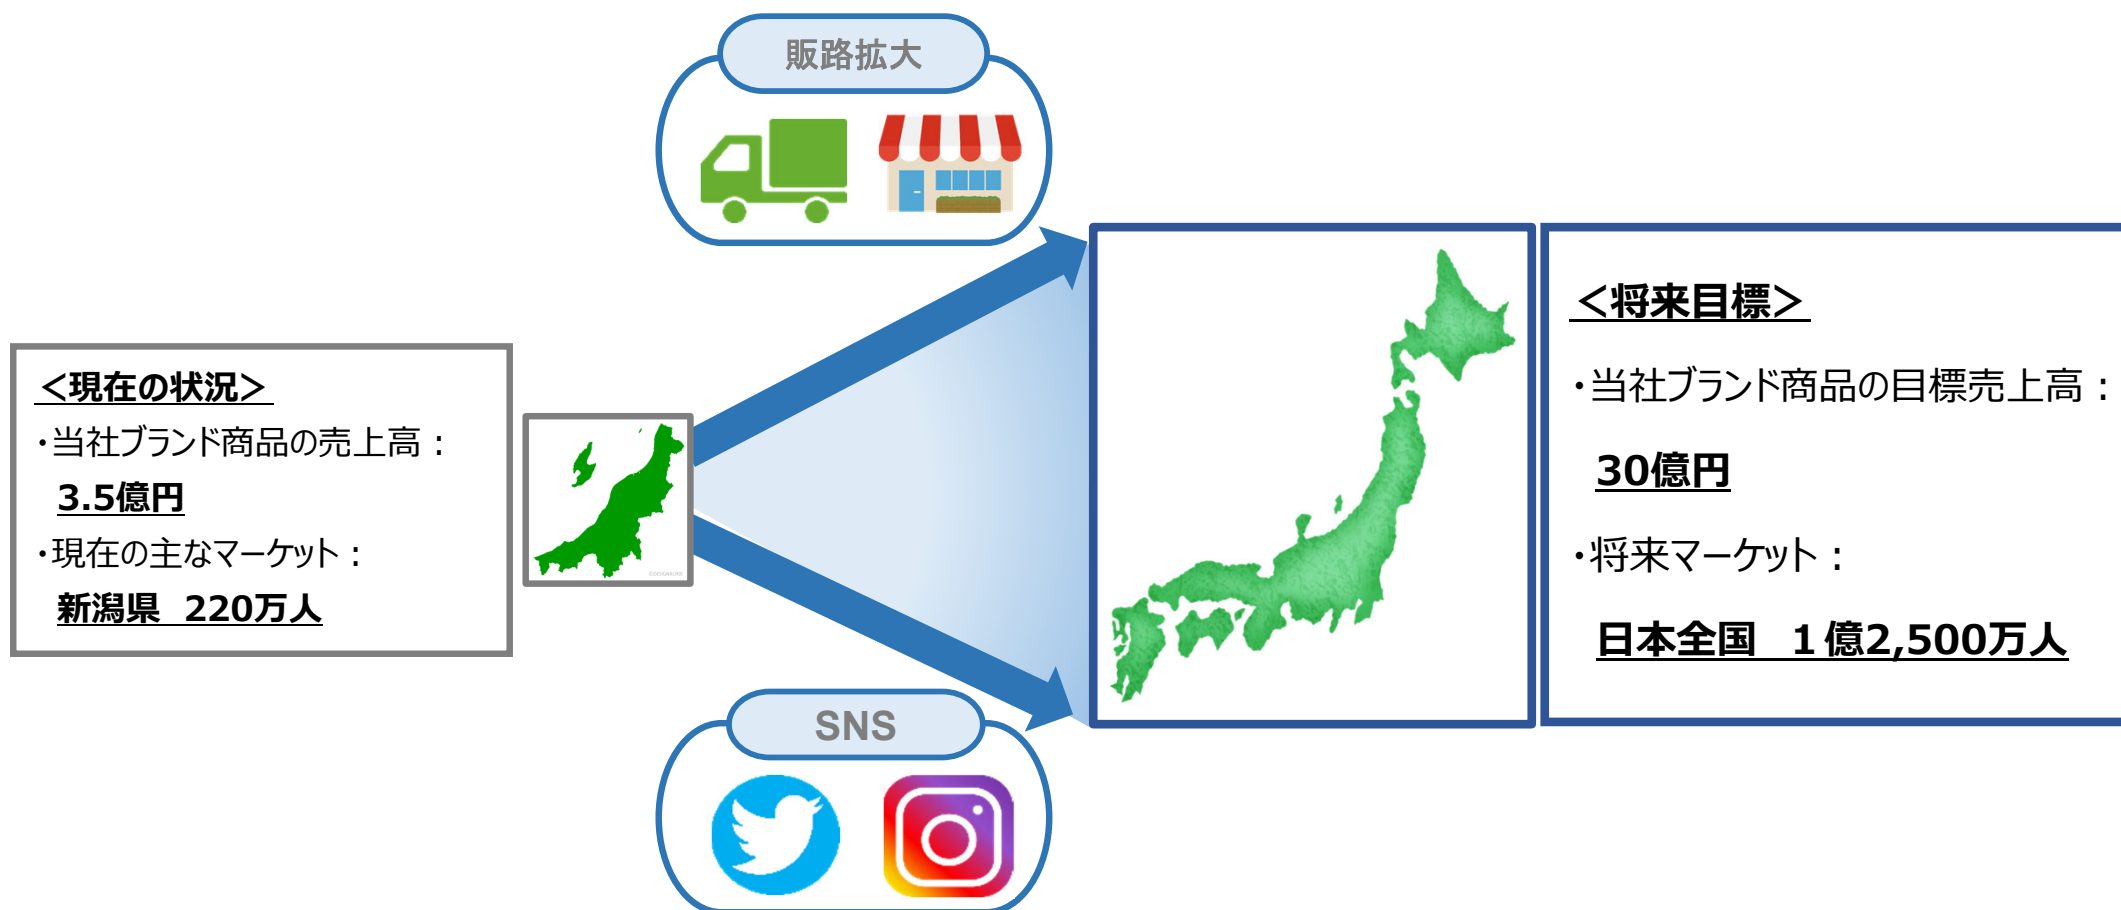 販路拡大
<現在の状況>
・当社ブランド商品の売上高：
3.5億円
・現在の主なマーケット：
新潟県　220万人
<将来目標>
・当社ブランド商品の目標売上高：
30億円
・将来マーケット：
日本全国　１億2,500万人
SNS